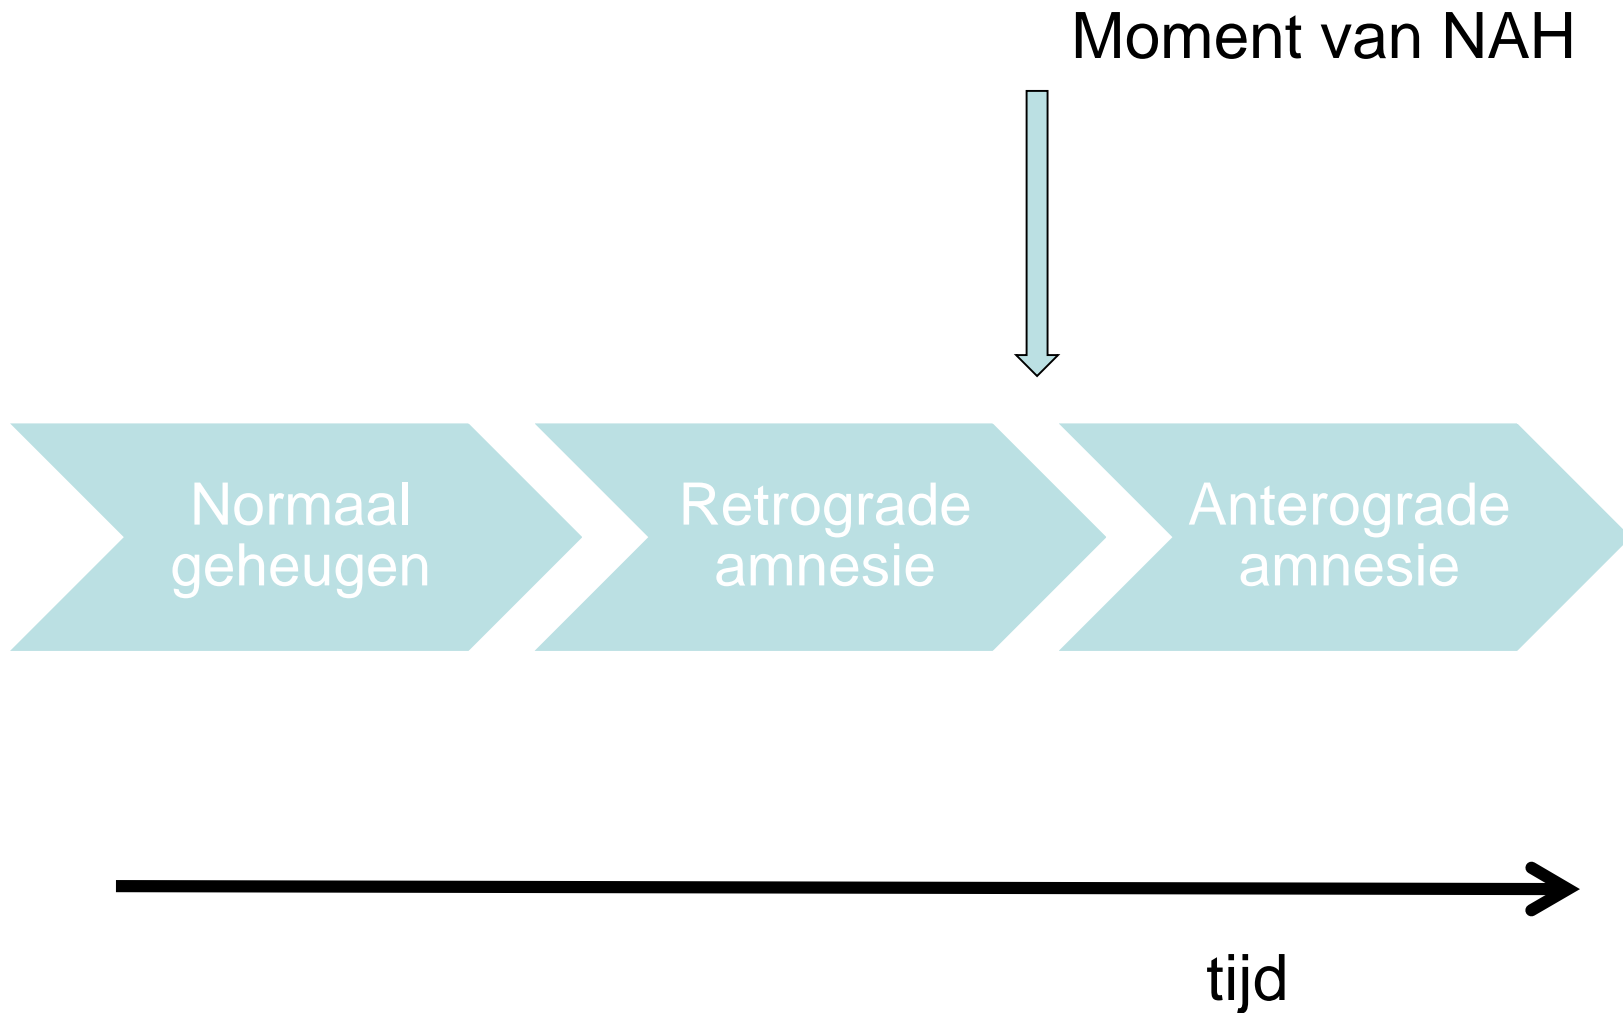 Moment van NAH
Normaal
geheugen
Retrograde
amnesie
Anterograde
amnesie
tijd